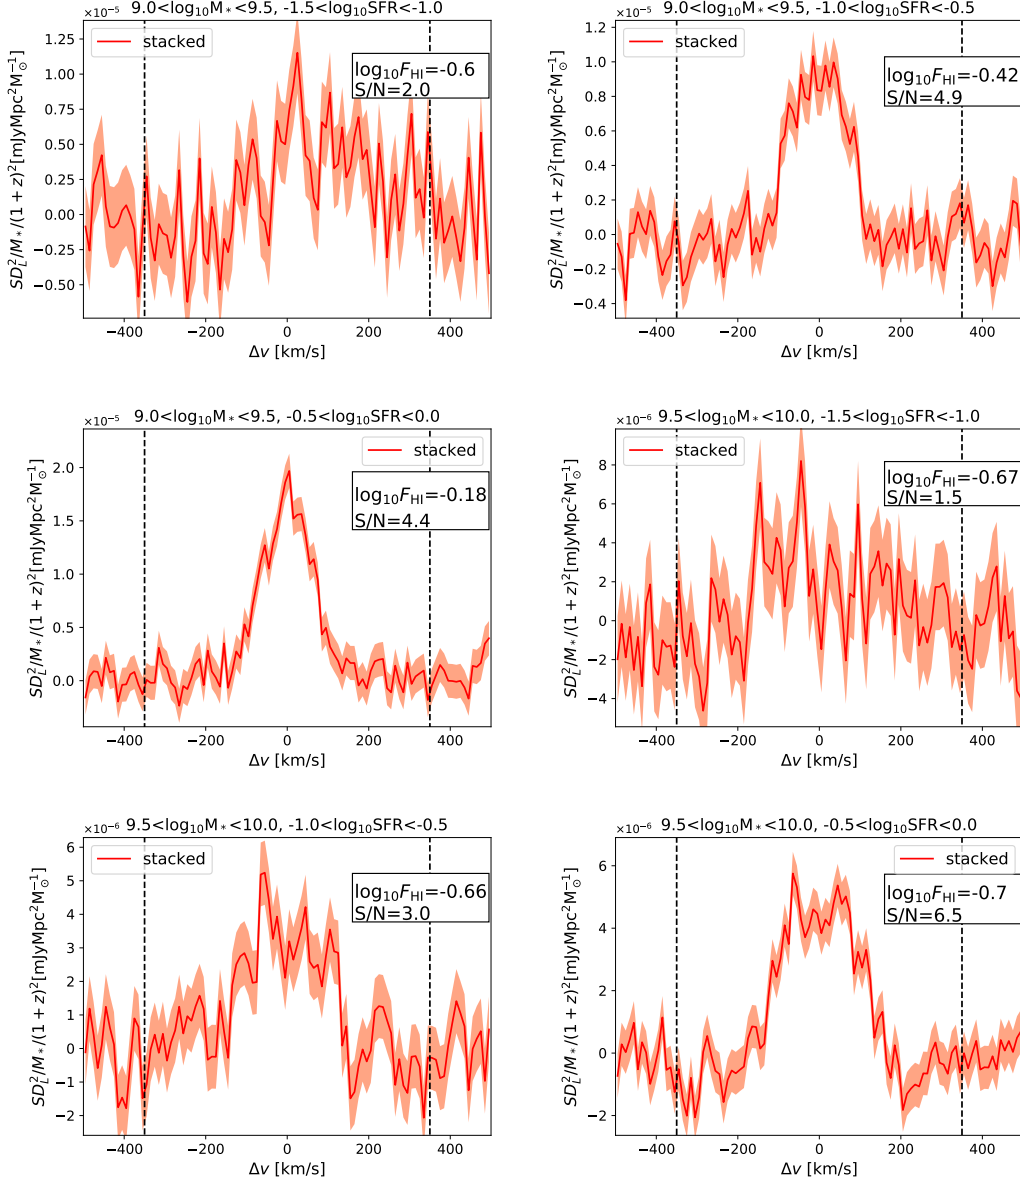 ×10⁻⁵ 9.0<log₁₀M∗<9.5, -1.5<log₁₀SFR<-1.0
stacked
log₁₀F_HI=-0.6
S/N=2.0
1.25
1.00
0.75
0.50
0.25
0.00
−0.25
−0.50
SD_L²/M∗/(1+z)²[mJyMpc²M_⊙⁻¹]
−400 −200 0 200 400
Δv [km/s]
×10⁻⁵ 9.0<log₁₀M∗<9.5, -1.0<log₁₀SFR<-0.5
stacked
log₁₀F_HI=-0.42
S/N=4.9
1.2
1.0
0.8
0.6
0.4
0.2
0.0
−0.2
−0.4
SD_L²/M∗/(1+z)²[mJyMpc²M_⊙⁻¹]
−400 −200 0 200 400
Δv [km/s]
×10⁻⁵ 9.0<log₁₀M∗<9.5, -0.5<log₁₀SFR<0.0
stacked
log₁₀F_HI=-0.18
S/N=4.4
2.0
1.5
1.0
0.5
0.0
SD_L²/M∗/(1+z)²[mJyMpc²M_⊙⁻¹]
−400 −200 0 200 400
Δv [km/s]
×10⁻⁶ 9.5<log₁₀M∗<10.0, -1.5<log₁₀SFR<-1.0
stacked
log₁₀F_HI=-0.67
S/N=1.5
8
6
4
2
0
−2
−4
SD_L²/M∗/(1+z)²[mJyMpc²M_⊙⁻¹]
−400 −200 0 200 400
Δv [km/s]
×10⁻⁶ 9.5<log₁₀M∗<10.0, -1.0<log₁₀SFR<-0.5
stacked
log₁₀F_HI=-0.66
S/N=3.0
6
5
4
3
2
1
0
−1
−2
SD_L²/M∗/(1+z)²[mJyMpc²M_⊙⁻¹]
−400 −200 0 200 400
Δv [km/s]
×10⁻⁶ 9.5<log₁₀M∗<10.0, -0.5<log₁₀SFR<0.0
stacked
log₁₀F_HI=-0.7
S/N=6.5
6
4
2
0
−2
SD_L²/M∗/(1+z)²[mJyMpc²M_⊙⁻¹]
−400 −200 0 200 400
Δv [km/s]